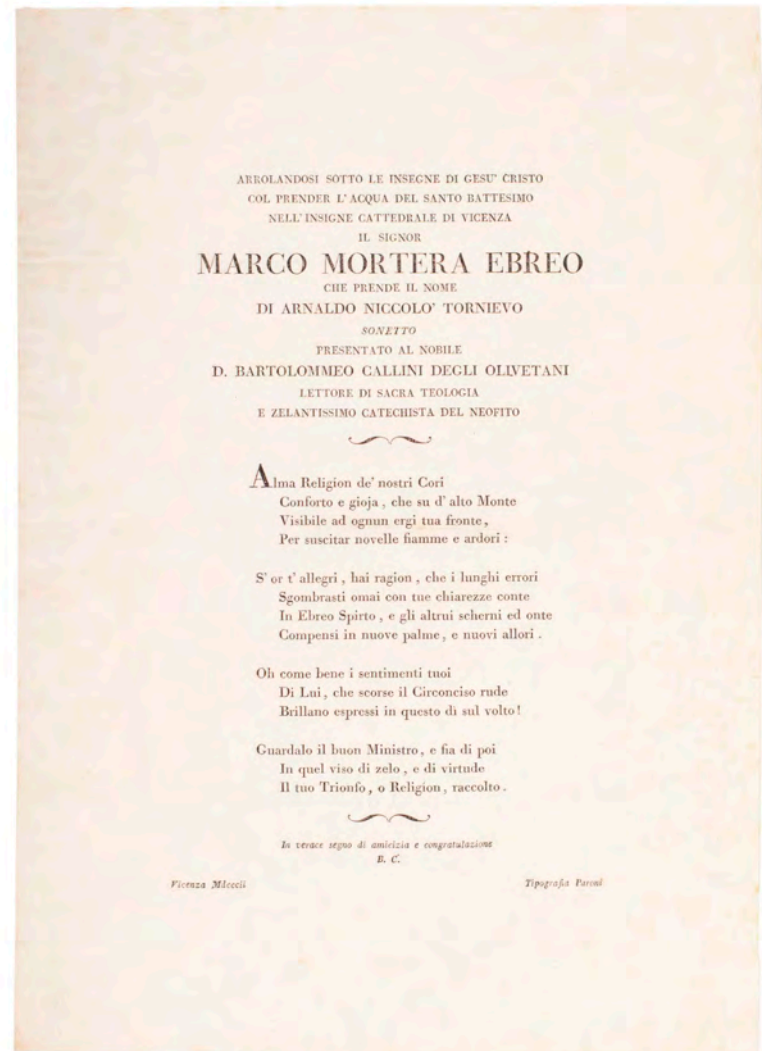 ARROLANDOSI SOTTO LE INSEGNE DI GESU' CRISTO
COL PRENDER L'ACQUA DEL SANTO BATTESIMO
NELL'INSIGNE CATTEDRALE DI VICENZA
IL SIGNOR
MARCO MORTERA EBREO
CHE PRENDE IL NOME
DI ARNALDO NICCOLO' TORNIEVO
SONETTO
PRESENTATO AL NOBILE
D. BARTOLOMMEO CALLINI DEGLI OLIVETANI
LETTORE DI SACRA TEOLOGIA
E ZELANTISSIMO CATECHISTA DEL NEOFITO
Alma Religion de' nostri Cori
Conforto e gioja, che su d' alto Monte
Visibile ad ognun ergi tua fronte,
Per suscitar novelle fiamme e ardori:
S' or t' allegri, hai ragion, che i lunghi errori
Sgombrasti omai con tue chiarezze conte
In Ebreo Spirto, e gli altrui scherni ed onte
Compensi in nuove palme, e nuovi allori.
Oh come bene i sentimenti tuoi
Di Lui, che scorse il Circonciso rude
Brillano espressi in questo di sul volto!
Guardalo il buon Ministro, e fia di poi
In quel viso di zelo, e di virtude
Il tuo Trionfo, o Religion, raccolto.
In verace segno di amicizia e congratulazione
B. C.
Vicenza Mdcccii
Tipografia Paroni